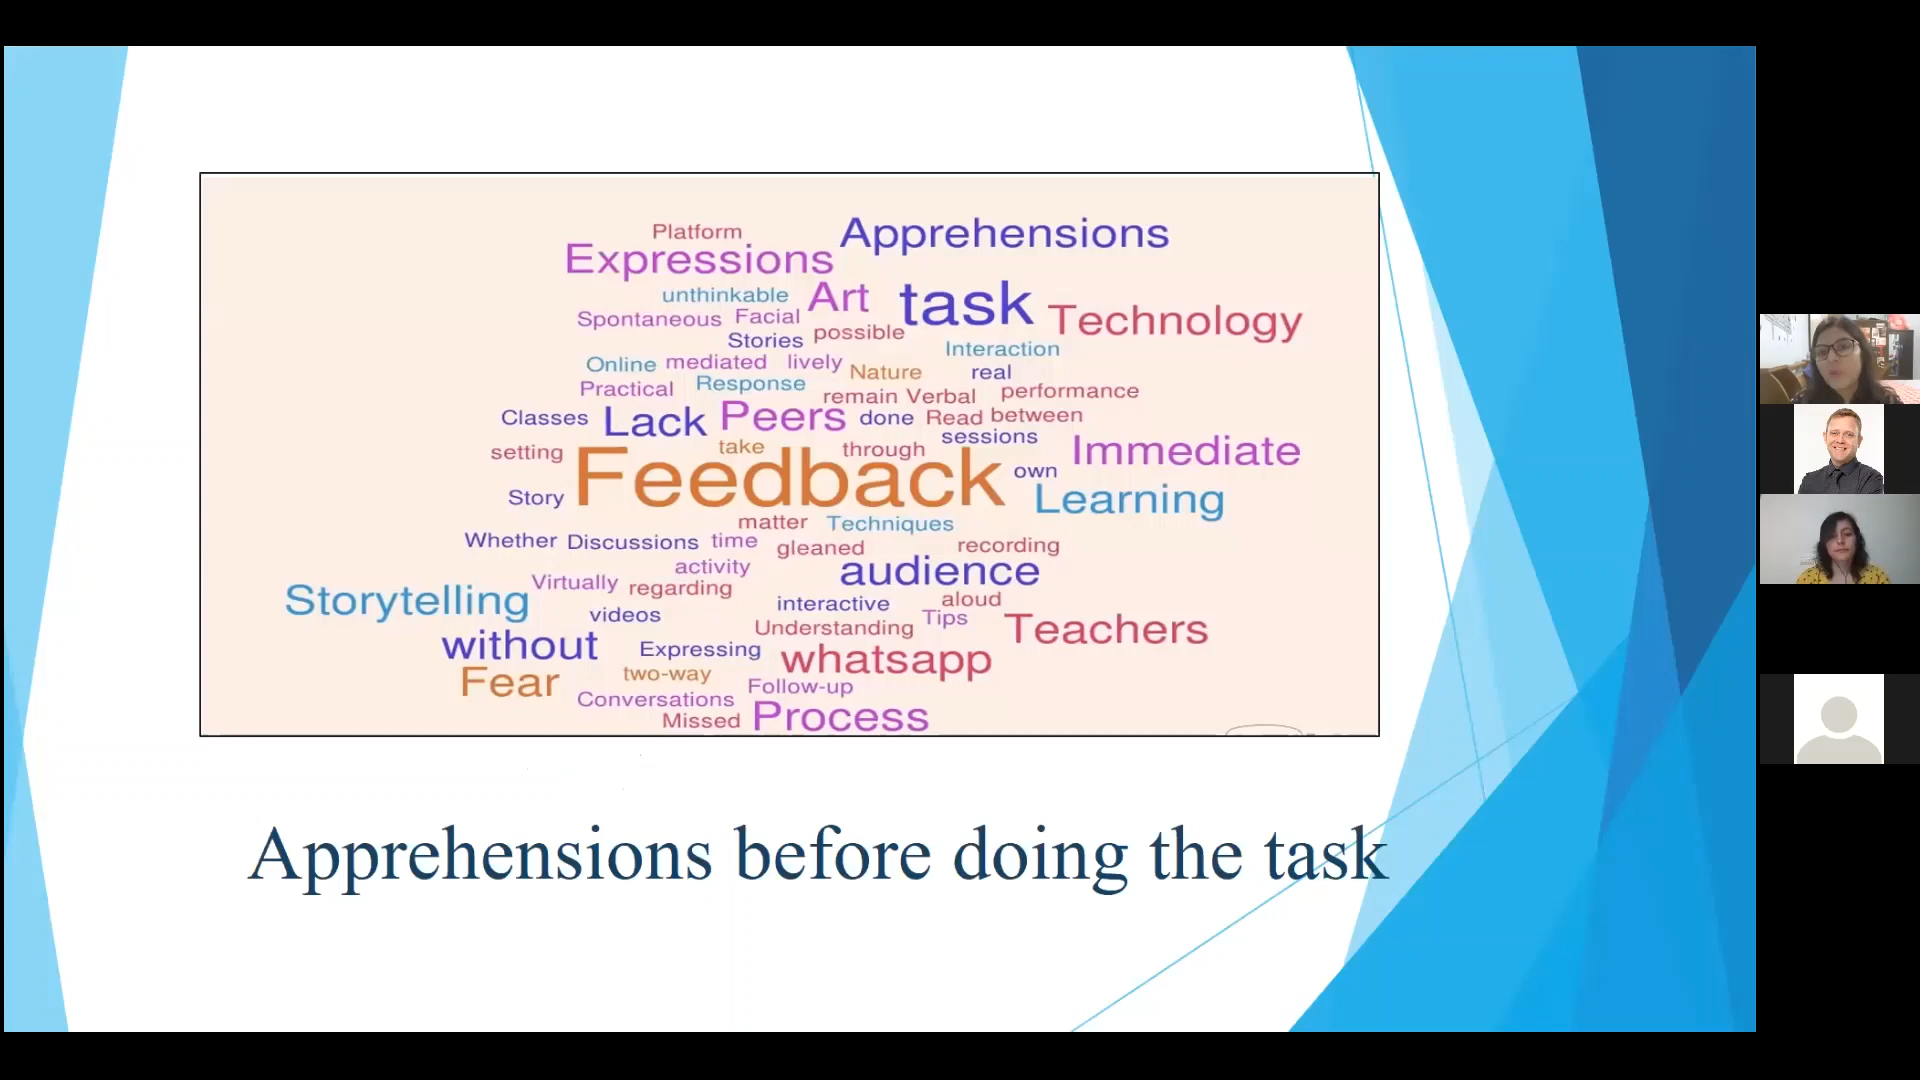 Platform
Apprehensions
Expressions
unthinkable Art task Technology
Spontaneous Facial possible
Stories Interaction
Online mediated lively Nature real
Practical Response remain Verbal performance
Classes Lack Peers done Read between
setting take through sessions Immediate
Feedback own
Story Learning
matter Techniques
Whether Discussions time gleaned recording
activity audience
Virtually regarding
Storytelling videos interactive aloud
Understanding Tips Teachers
without Expressing whatsapp
Fear two-way Follow-up
Conversations
Missed Process
Apprehensions before doing the task